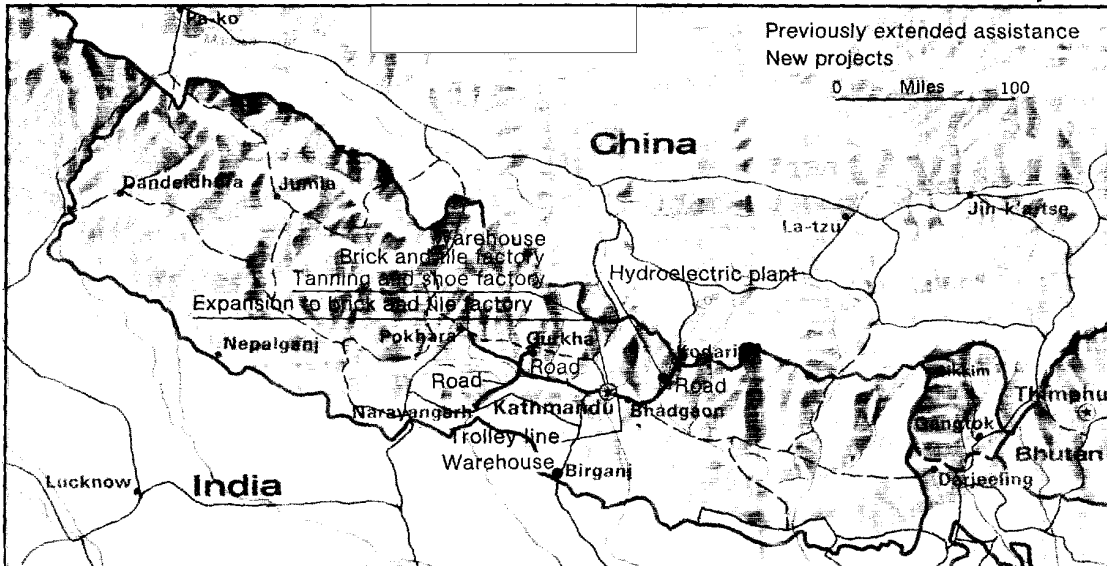 Pa-ko
Previously extended assistance
New projects
0 Miles 100
China
Dandeldhura
Jumla
Jih-k'a-tse
La-tzu
Warehouse
Brick and tile factory
Tanning and shoe factory
Hydroelectric plant
Expansion to brick and tile factory
Nepalganj
Pokhara
Gurkha
Kodari
Road
Road
Road
Sikkim
Thimphu
Narayangarh
Kathmandu
Bhadgaon
Gangtok
Trolley line
Bhutan
Warehouse
Birganj
Darjeeling
Lucknow
India